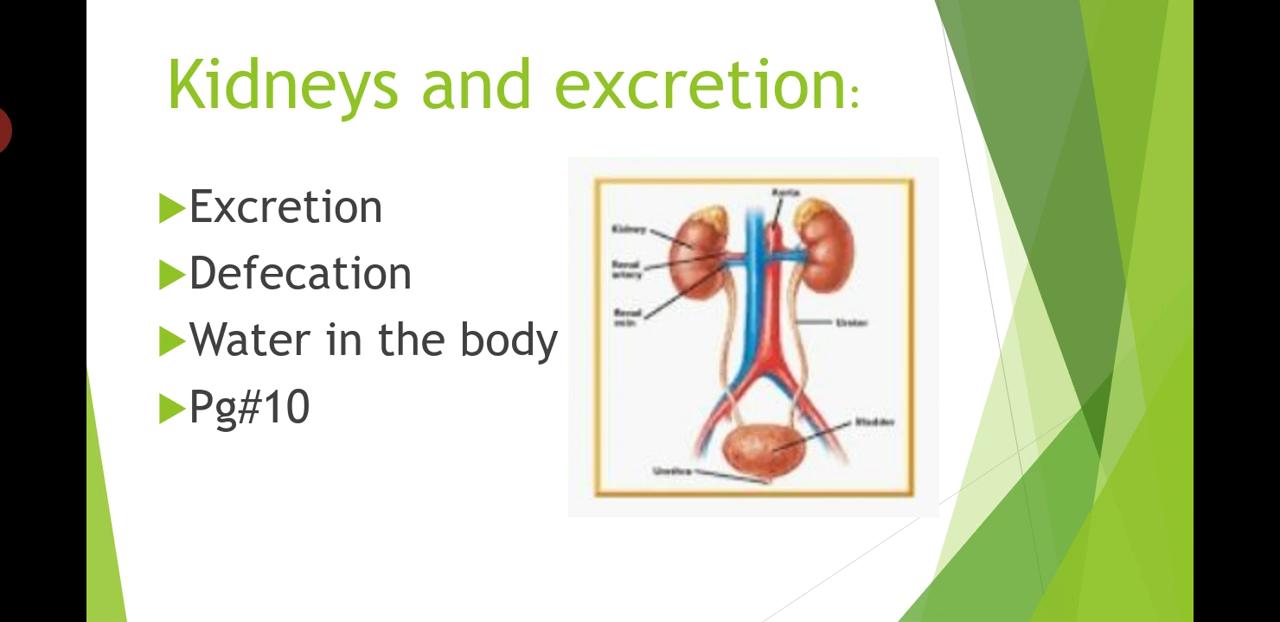 Kidneys and excretion:
Excretion
Defecation
Water in the body
Pg#10
Aorta
Kidney
Renal
artery
Renal
vein
Ureter
Bladder
Urethra